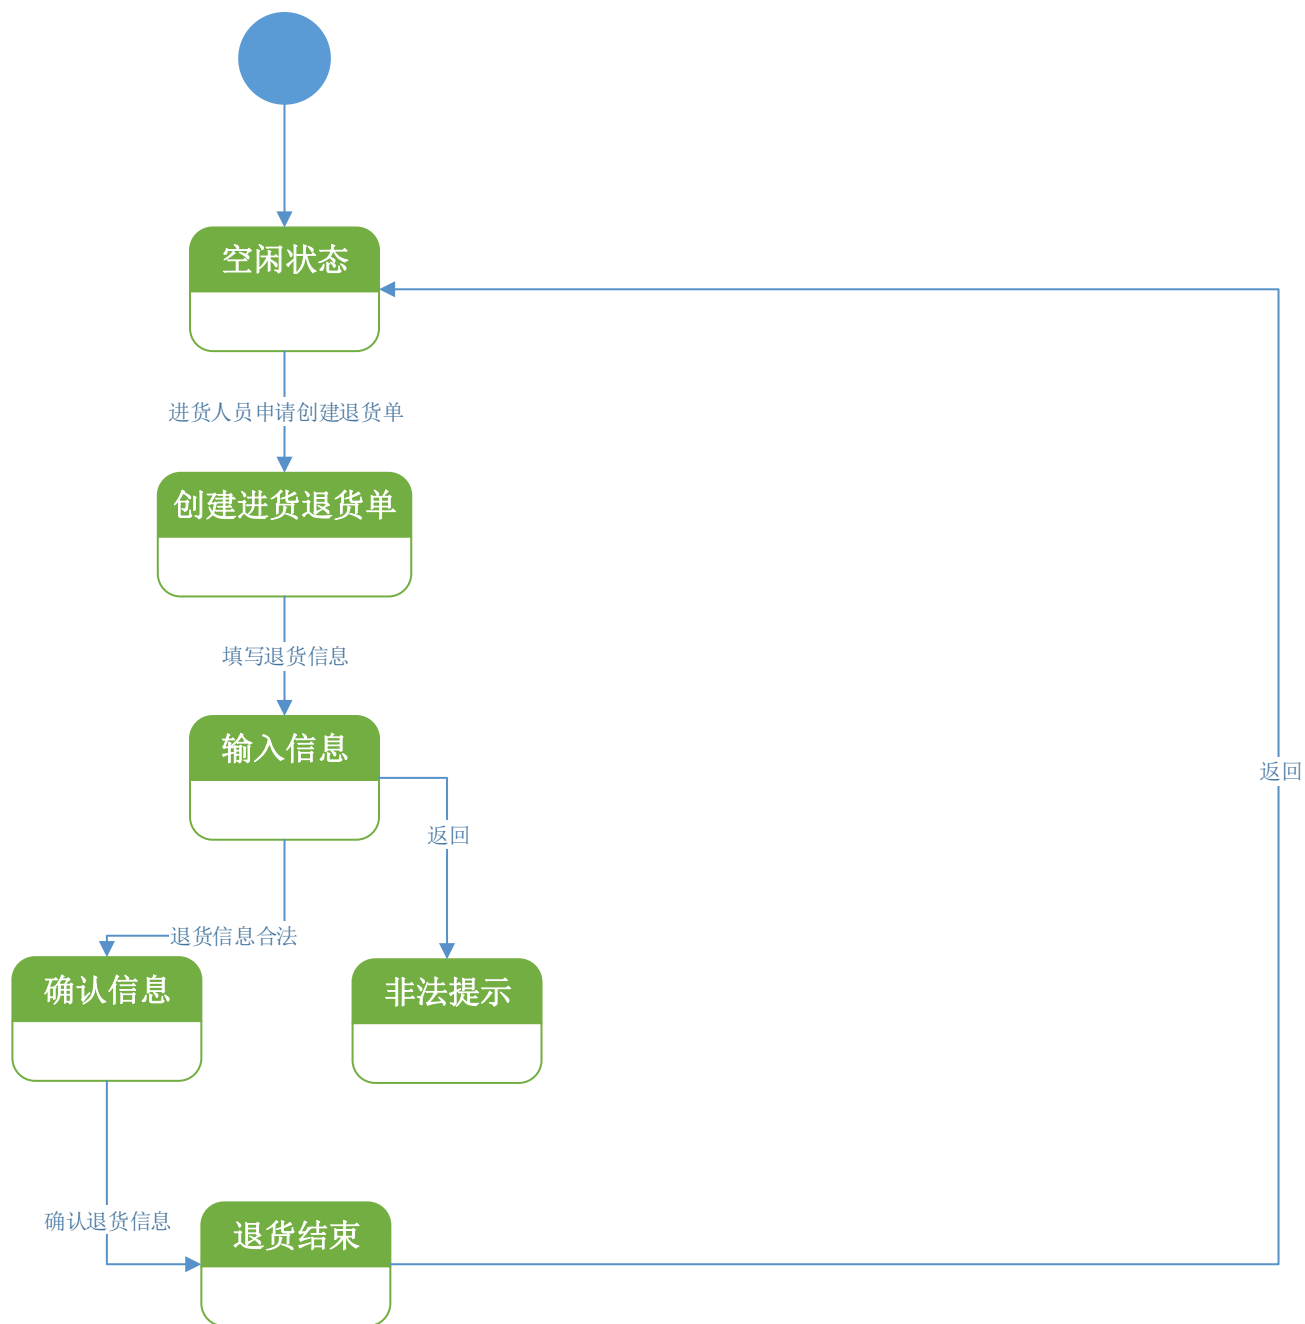 空闲状态
进货人员申请创建退货单
创建进货退货单
填写退货信息
输入信息
返回
返回
退货信息合法
确认信息
非法提示
确认退货信息
退货结束